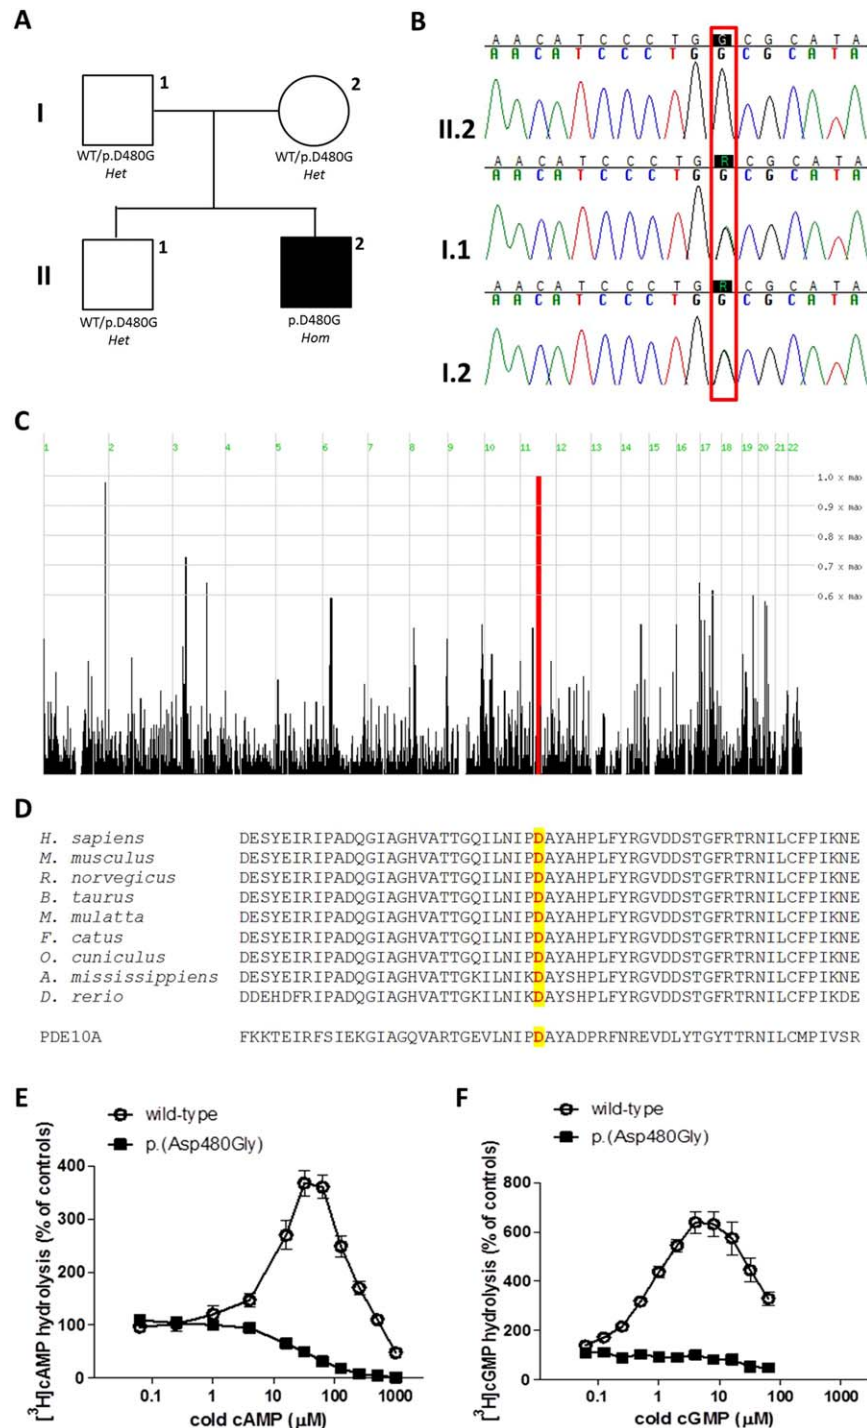 A
I
1
2
WT/p.D480G
Het
WT/p.D480G
Het
II
1
2
WT/p.D480G
Het
p.D480G
Hom
B
A A C A T C C C T G G C G C A T A
A A C A T C C C T G G C G C A T A
II.2
A A C A T C C C T G R C G C A T A
A A C A T C C C T G G C G C A T A
I.1
A A C A T C C C T G R C G C A T A
A A C A T C C C T G G C G C A T A
I.2
C
1 2 3 4 5 6 7 8 9 10 11 12 13 14 15 16 17 18 19 20 21 22
1.0 x max
0.9 x max
0.8 x max
0.7 x max
0.6 x max
D
H. sapiens DESYEIRIPADQGIAGHVATTGQILNIPDAYAHPLFYRGVDDSTGFRTRNILCFPIKNE
M. musculus DESYEIRIPADQGIAGHVATTGQILNIPDAYAHPLFYRGVDDSTGFRTRNILCFPIKNE
R. norvegicus DESYEIRIPADQGIAGHVATTGQILNIPDAYAHPLFYRGVDDSTGFRTRNILCFPIKNE
B. taurus DESYEIRIPADQGIAGHVATTGQILNIPDAYAHPLFYRGVDDSTGFRTRNILCFPIKNE
M. mulatta DESYEIRIPADQGIAGHVATTGQILNIPDAYAHPLFYRGVDDSTGFRTRNILCFPIKNE
F. catus DESYEIRIPADQGIAGHVATTGQILNIPDAYAHPLFYRGVDDSTGFRTRNILCFPIKNE
O. cuniculus DESYEIRIPADQGIAGHVATTGQILNIPDAYAHPLFYRGVDDSTGFRTRNILCFPIKNE
A. mississippiens DESYEIRIPADQGIAGHVATTGKILNIKDAYSHPLFYRGVDDSTGFRTRNILCFPIKNE
D. rerio DDEHDFRIPADQGIAGHVATTGKILNIKDAYSHPLFYRGVDDSTGFRTRNILCFPIKDE
PDE10A FKKTEIRFSIEKGIAGQVARTGEVLNIPDAYADPRFNREVDLYTGYTTRNILCMPIVSR
E
wild-type
p.(Asp480Gly)
[³H]cAMP hydrolysis (% of controls)
400
300
200
100
0
0.1 1 10 100 1000
cold cAMP (µM)
F
wild-type
p.(Asp480Gly)
[³H]cGMP hydrolysis (% of controls)
800
600
400
200
0
0.1 1 10 100 1000
cold cGMP (µM)